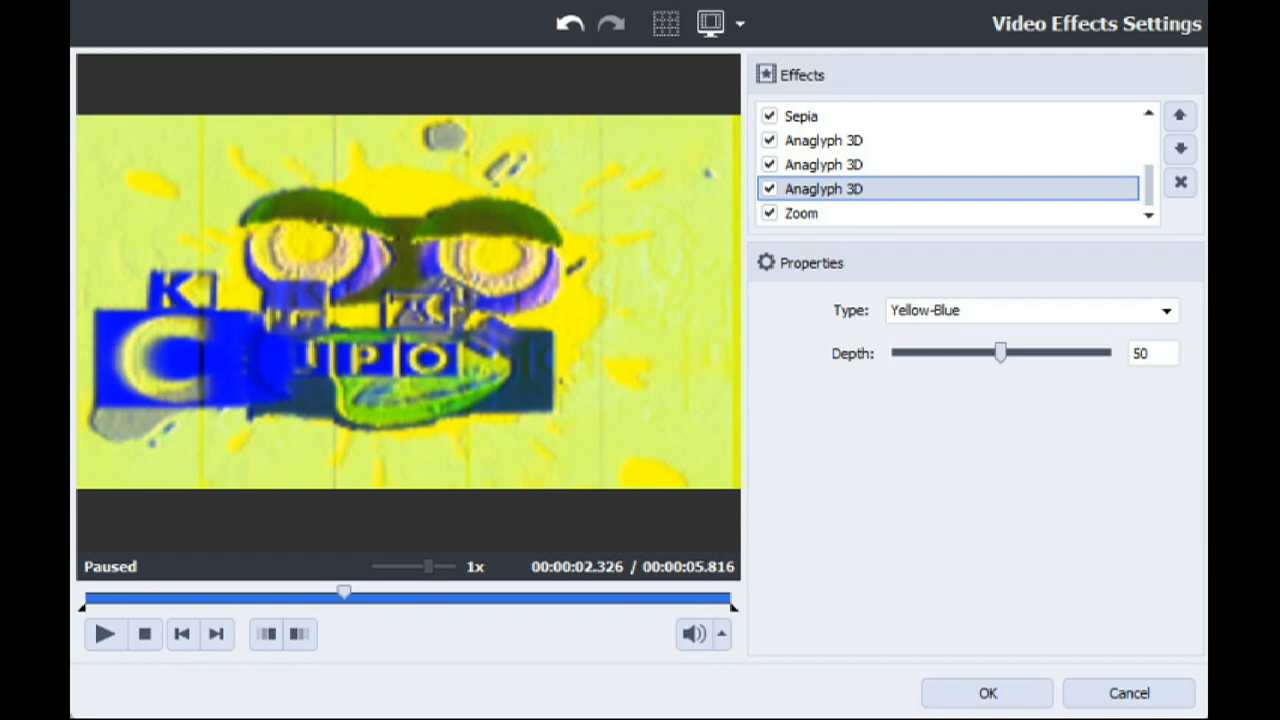 Video Effects Settings
Effects
Sepia
Anaglyph 3D
Anaglyph 3D
Anaglyph 3D
Zoom
Properties
Type: Yellow-Blue
Depth: 50
K
C I P O
Paused 1x 00:00:02.326 / 00:00:05.816
OK Cancel